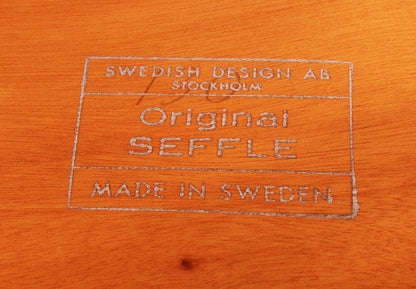 SWEDISH DESIGN AB
STOCKHOLM
Original
SEFFLE
MADE IN SWEDEN